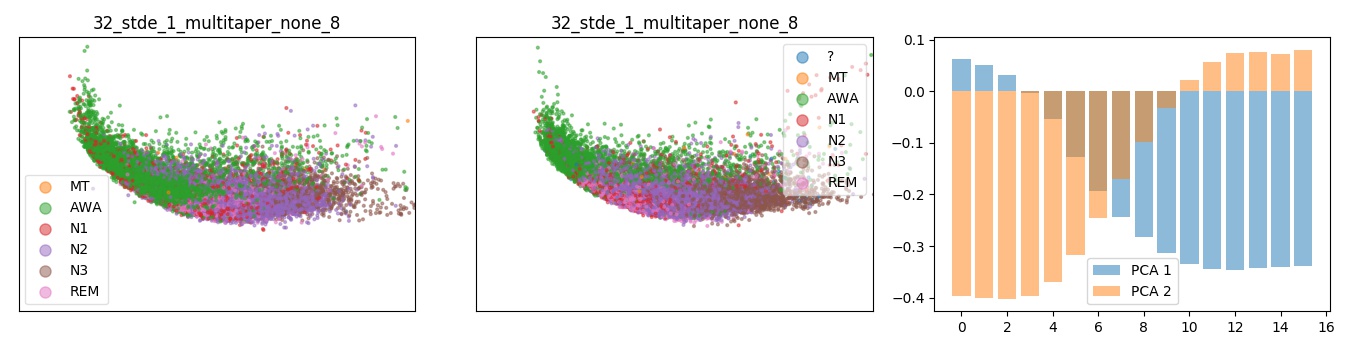 32_stde_1_multitaper_none_8
MT
AWA
N1
N2
N3
REM
32_stde_1_multitaper_none_8
?
MT
AWA
N1
N2
N3
REM
0.1
0.0
−0.1
−0.2
−0.3
−0.4
PCA 1
PCA 2
0 2 4 6 8 10 12 14 16